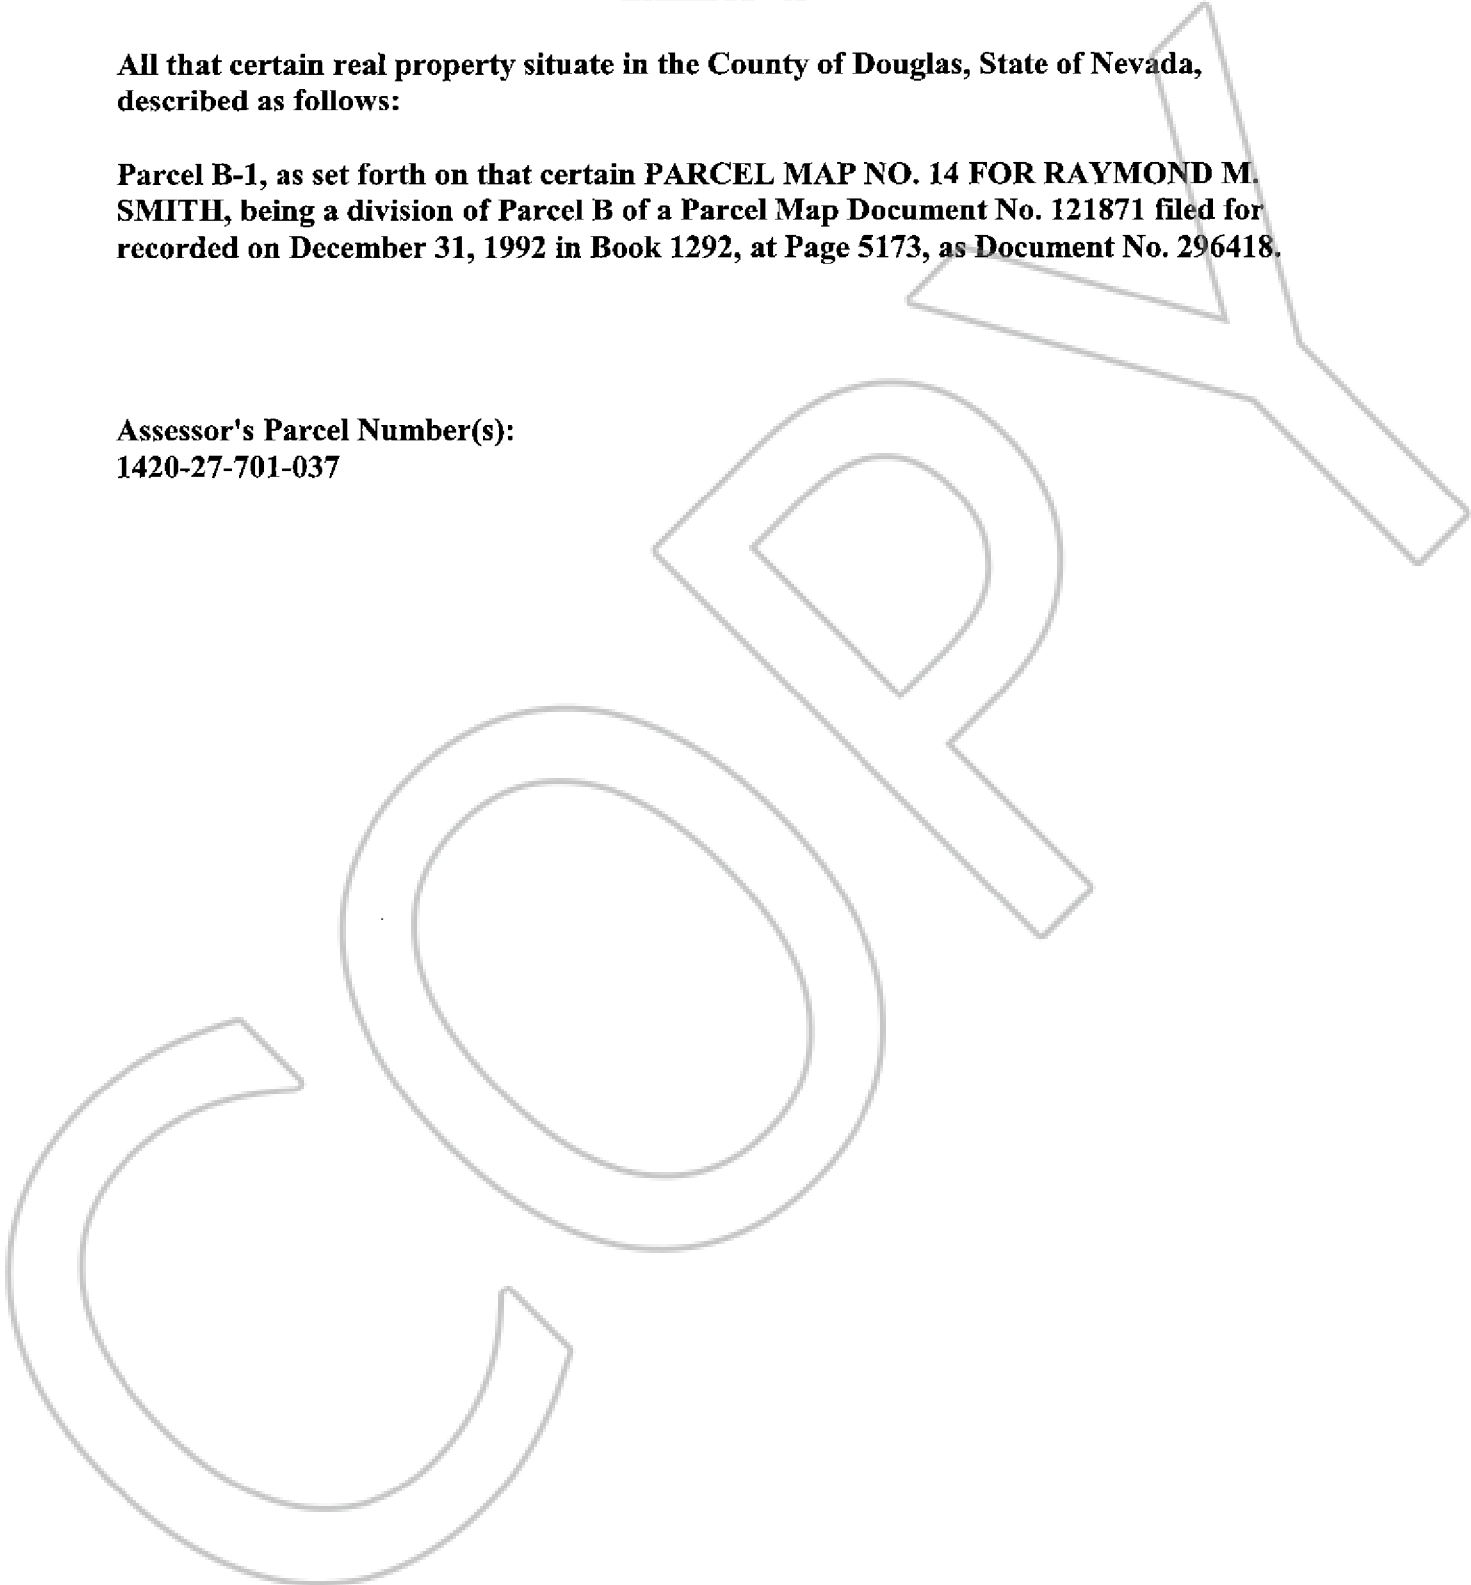 All that certain real property situate in the County of Douglas, State of Nevada,
described as follows:
Parcel B-1, as set forth on that certain PARCEL MAP NO. 14 FOR RAYMOND M.
SMITH, being a division of Parcel B of a Parcel Map Document No. 121871 filed for
recorded on December 31, 1992 in Book 1292, at Page 5173, as Document No. 296418.
Assessor's Parcel Number(s):
1420-27-701-037
COPY